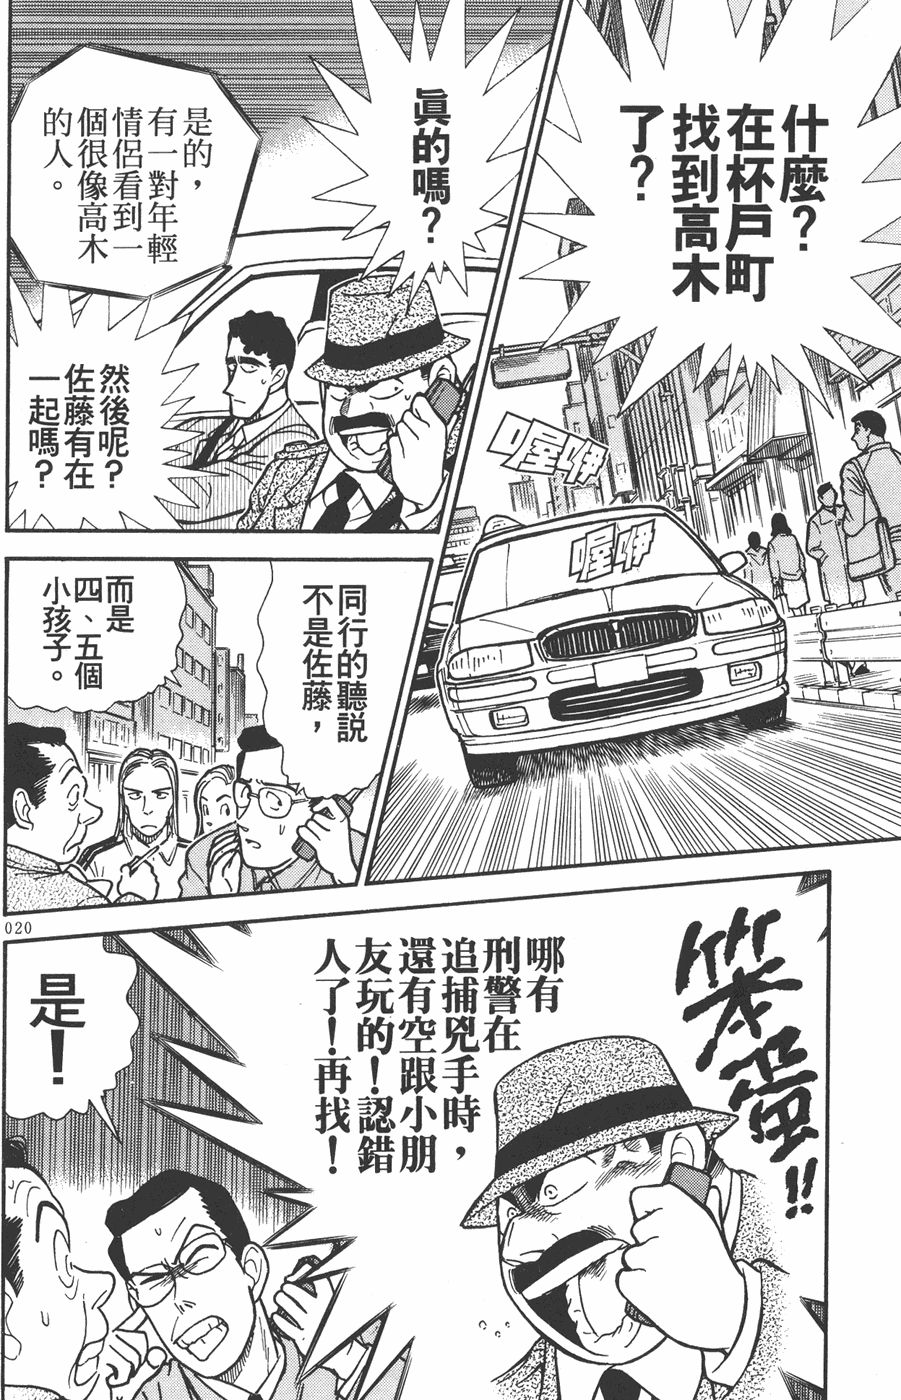 什麼？
在杯戶町
找到高木
了？
喔咿
喔咿
眞的嗎？
是的，
有一對年輕
情侶看到一
個很像高木
的人。
然後呢？
佐藤有在
一起嗎？
同行的聽說
不是佐藤，
而是
四、五個
小孩子。
笨蛋!!
哪有
刑警在
追捕兇手時，
還有空跟小朋
友玩的！認錯
人了！再找！
是！
020